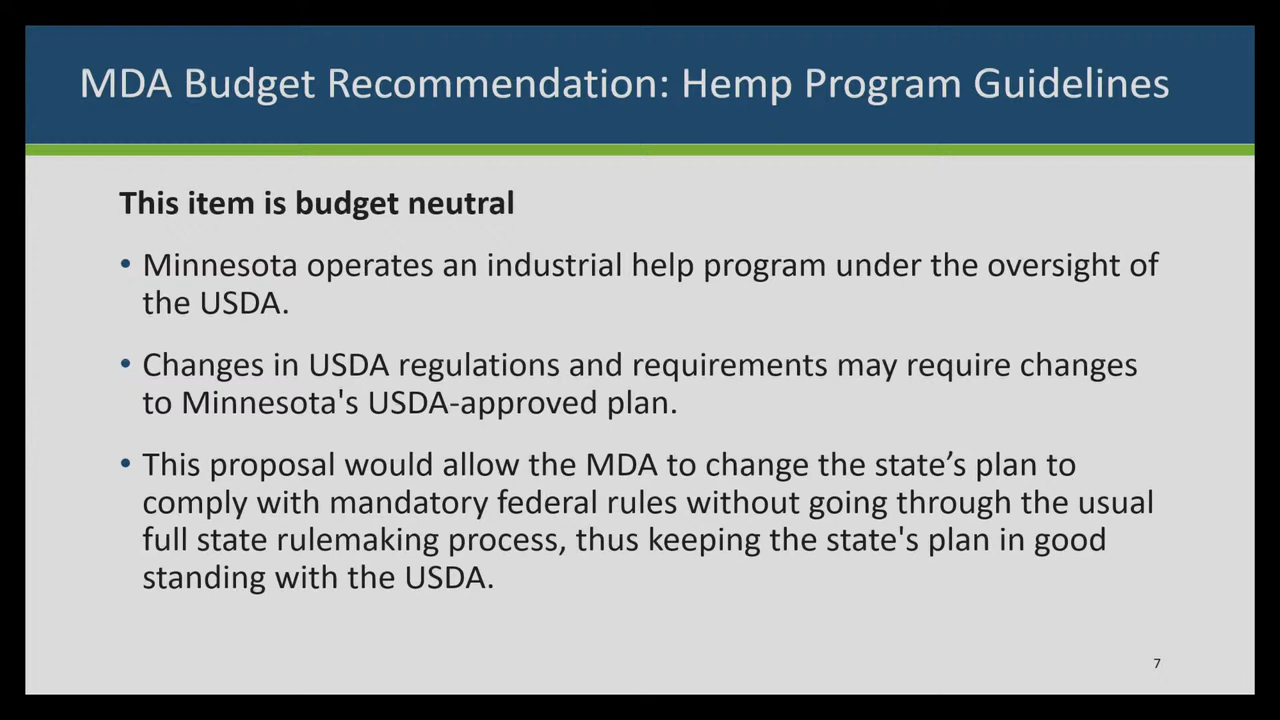 MDA Budget Recommendation: Hemp Program Guidelines
This item is budget neutral
• Minnesota operates an industrial help program under the oversight of
the USDA.
• Changes in USDA regulations and requirements may require changes
to Minnesota's USDA-approved plan.
• This proposal would allow the MDA to change the state’s plan to
comply with mandatory federal rules without going through the usual
full state rulemaking process, thus keeping the state's plan in good
standing with the USDA.
7